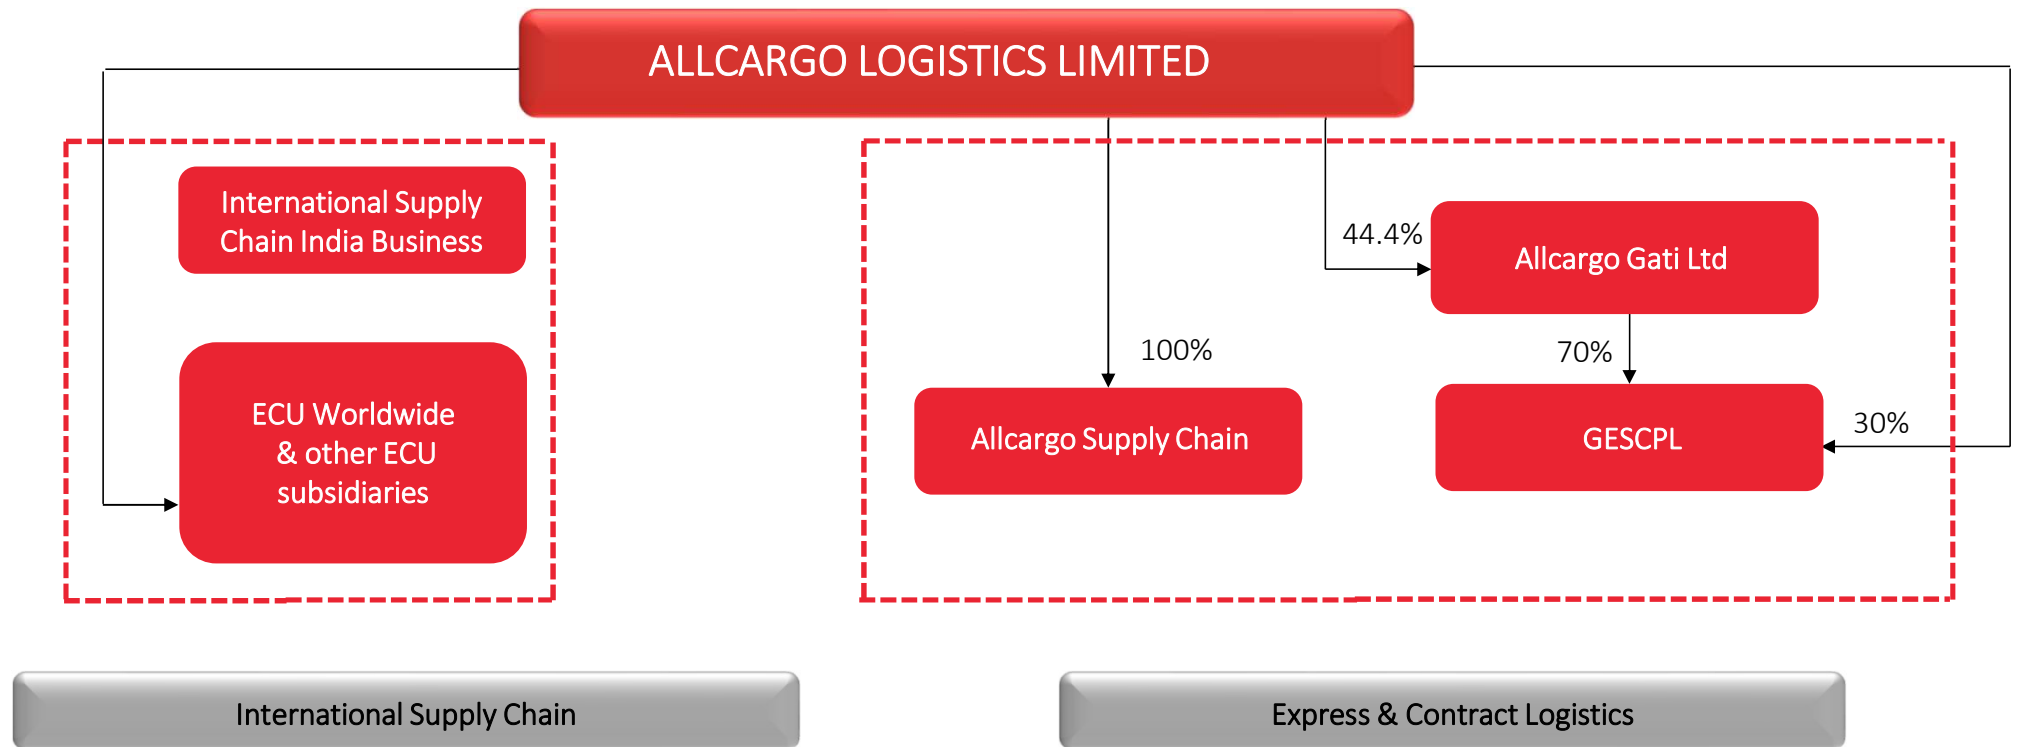 ALLCARGO LOGISTICS LIMITED
International Supply
Chain India Business
ECU Worldwide
& other ECU
subsidiaries
44.4%
Allcargo Gati Ltd
100%
70%
Allcargo Supply Chain
GESCPL
30%
International Supply Chain
Express & Contract Logistics